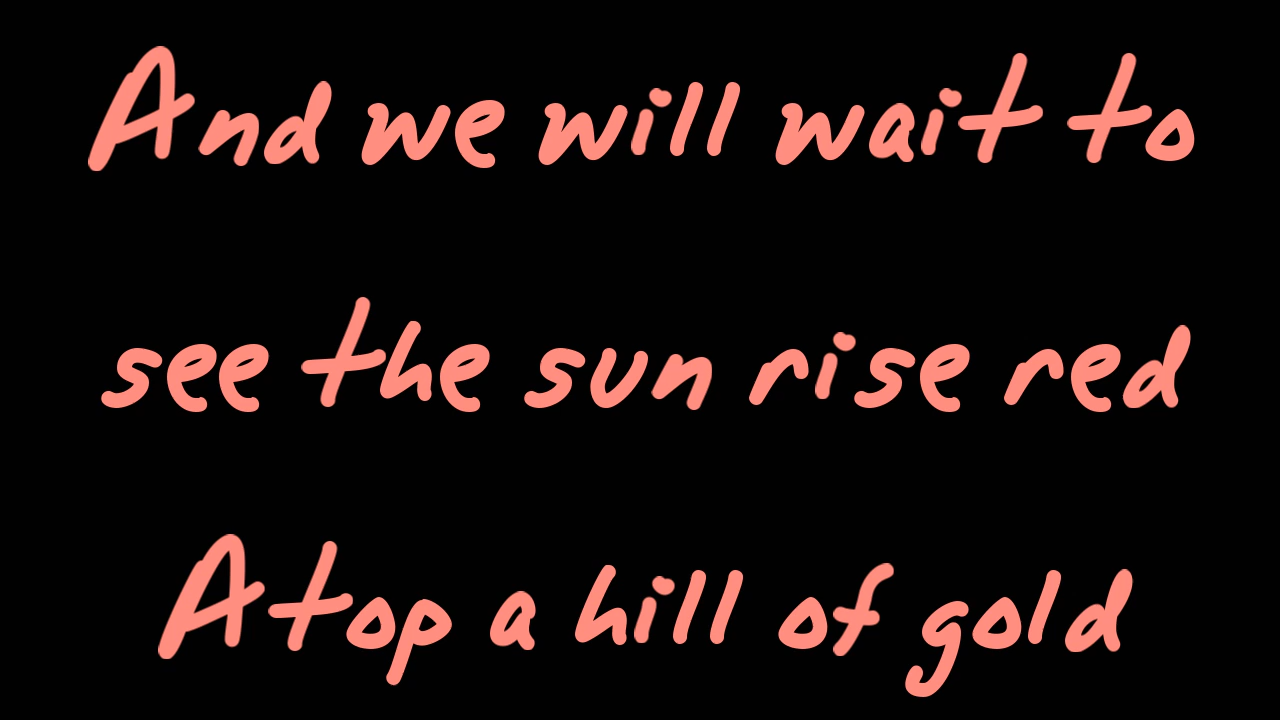 And we will wait to
see the sun rise red
Atop a hill of gold